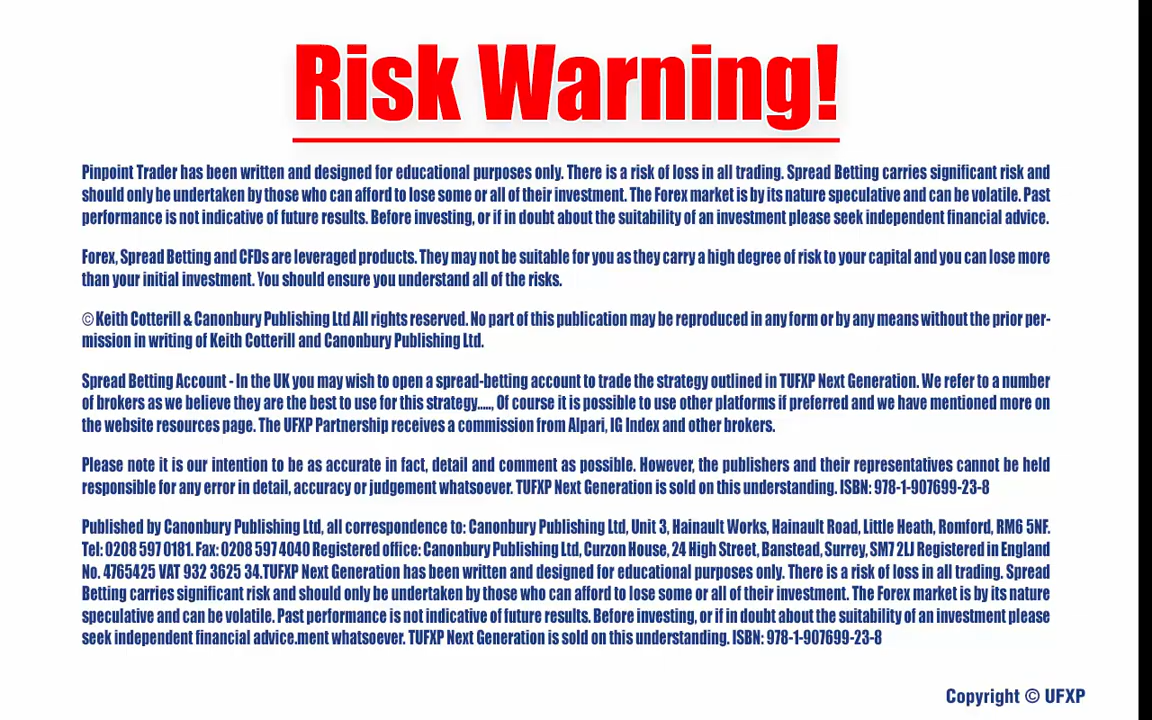 Risk Warning!
Pinpoint Trader has been written and designed for educational purposes only. There is a risk of loss in all trading. Spread Betting carries significant risk and
should only be undertaken by those who can afford to lose some or all of their investment. The Forex market is by its nature speculative and can be volatile. Past
performance is not indicative of future results. Before investing, or if in doubt about the suitability of an investment please seek independent financial advice.
Forex, Spread Betting and CFDs are leveraged products. They may not be suitable for you as they carry a high degree of risk to your capital and you can lose more
than your initial investment. You should ensure you understand all of the risks.
© Keith Cotterill & Canonbury Publishing Ltd All rights reserved. No part of this publication may be reproduced in any form or by any means without the prior per-
mission in writing of Keith Cotterill and Canonbury Publishing Ltd.
Spread Betting Account - In the UK you may wish to open a spread-betting account to trade the strategy outlined in TUFXP Next Generation. We refer to a number
of brokers as we believe they are the best to use for this strategy....., Of course it is possible to use other platforms if preferred and we have mentioned more on
the website resources page. The UFXP Partnership receives a commission from Alpari, IG Index and other brokers.
Please note it is our intention to be as accurate in fact, detail and comment as possible. However, the publishers and their representatives cannot be held
responsible for any error in detail, accuracy or judgement whatsoever. TUFXP Next Generation is sold on this understanding. ISBN: 978-1-907699-23-8
Published by Canonbury Publishing Ltd, all correspondence to: Canonbury Publishing Ltd, Unit 3, Hainault Works, Hainault Road, Little Heath, Romford, RM6 5NF.
Tel: 0208 597 0181. Fax: 0208 597 4040 Registered office: Canonbury Publishing Ltd, Curzon House, 24 High Street, Banstead, Surrey, SM7 2LJ Registered in England
No. 4765425 VAT 932 3625 34.TUFXP Next Generation has been written and designed for educational purposes only. There is a risk of loss in all trading. Spread
Betting carries significant risk and should only be undertaken by those who can afford to lose some or all of their investment. The Forex market is by its nature
speculative and can be volatile. Past performance is not indicative of future results. Before investing, or if in doubt about the suitability of an investment please
seek independent financial advice.ment whatsoever. TUFXP Next Generation is sold on this understanding. ISBN: 978-1-907699-23-8
Copyright © UFXP